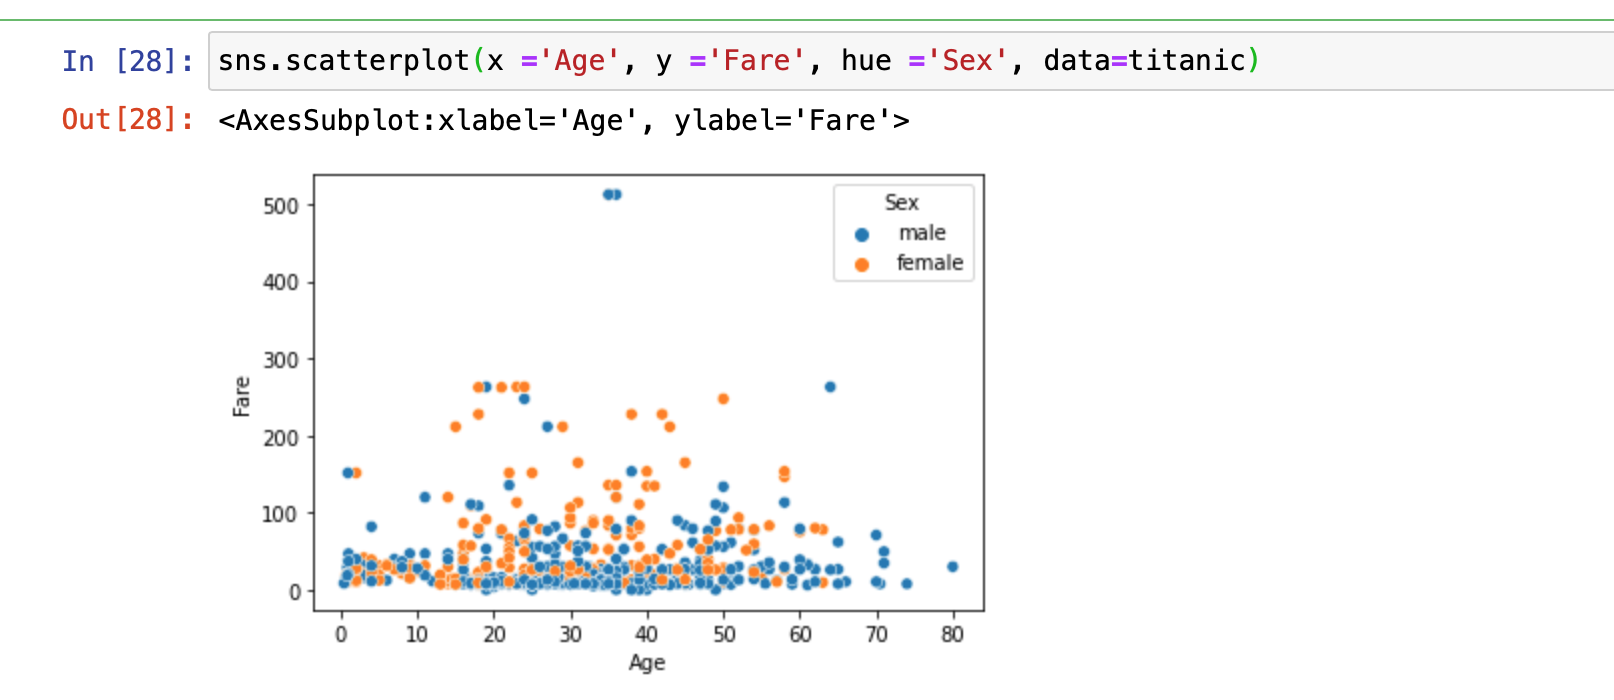 In [28]: sns.scatterplot(x ='Age', y ='Fare', hue ='Sex', data=titanic)
Out[28]: <AxesSubplot:xlabel='Age', ylabel='Fare'>
Sex
male
female
500
400
300
200
100
0
Fare
0 10 20 30 40 50 60 70 80
Age